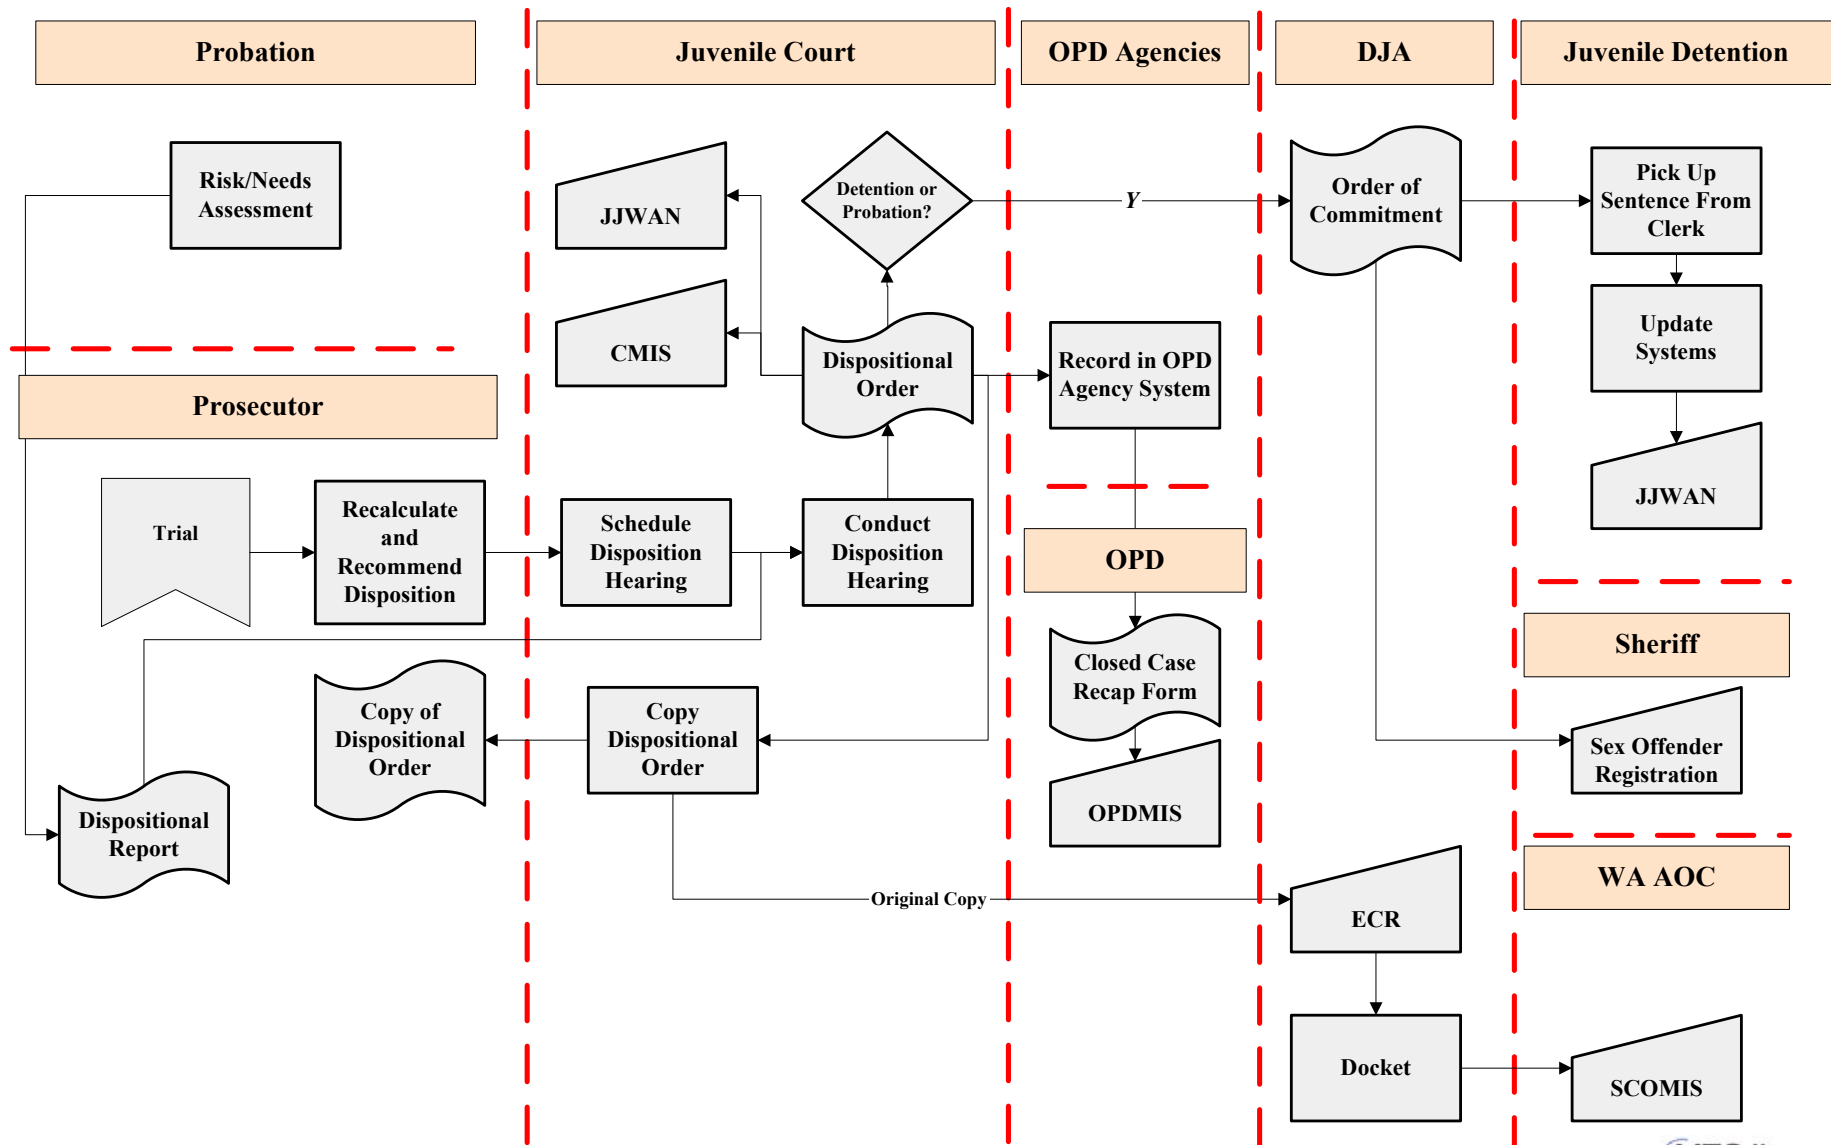 Probation
Juvenile Court
OPD Agencies
DJA
Juvenile Detention
Risk/Needs
Assessment
JJWAN
Detention or
Probation?
Y
Order of
Commitment
Pick Up
Sentence From
Clerk
CMIS
Dispositional
Order
Record in OPD
Agency System
Update
Systems
Prosecutor
JJWAN
Trial
Recalculate
and
Recommend
Disposition
Schedule
Disposition
Hearing
Conduct
Disposition
Hearing
OPD
Sheriff
Closed Case
Recap Form
Copy of
Dispositional
Order
Copy
Dispositional
Order
Sex Offender
Registration
OPDMIS
Dispositional
Report
WA AOC
Original Copy
ECR
Docket
SCOMIS